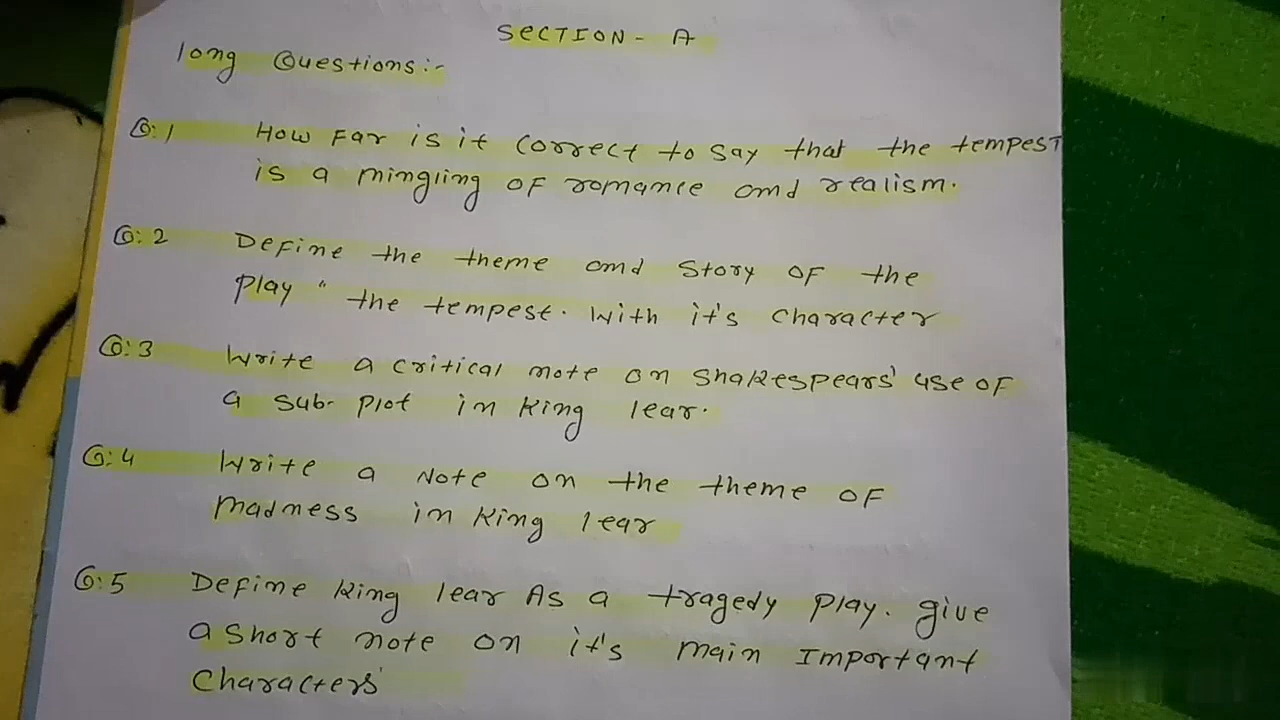 SECTION - A
long Questions:-
Q:1 How Far is it correct to say that the tempest
is a mingling of romance and realism.
Q:2 Define the theme and story of the
play " the tempest. With it's character
Q:3 Write a critical note on Shakespears' use of
a sub- plot in King lear.
Q:4 Write a Note on the theme of
madness in King lear
Q:5 Define King lear As a tragedy play. give
a short note on it's main Important
characters'